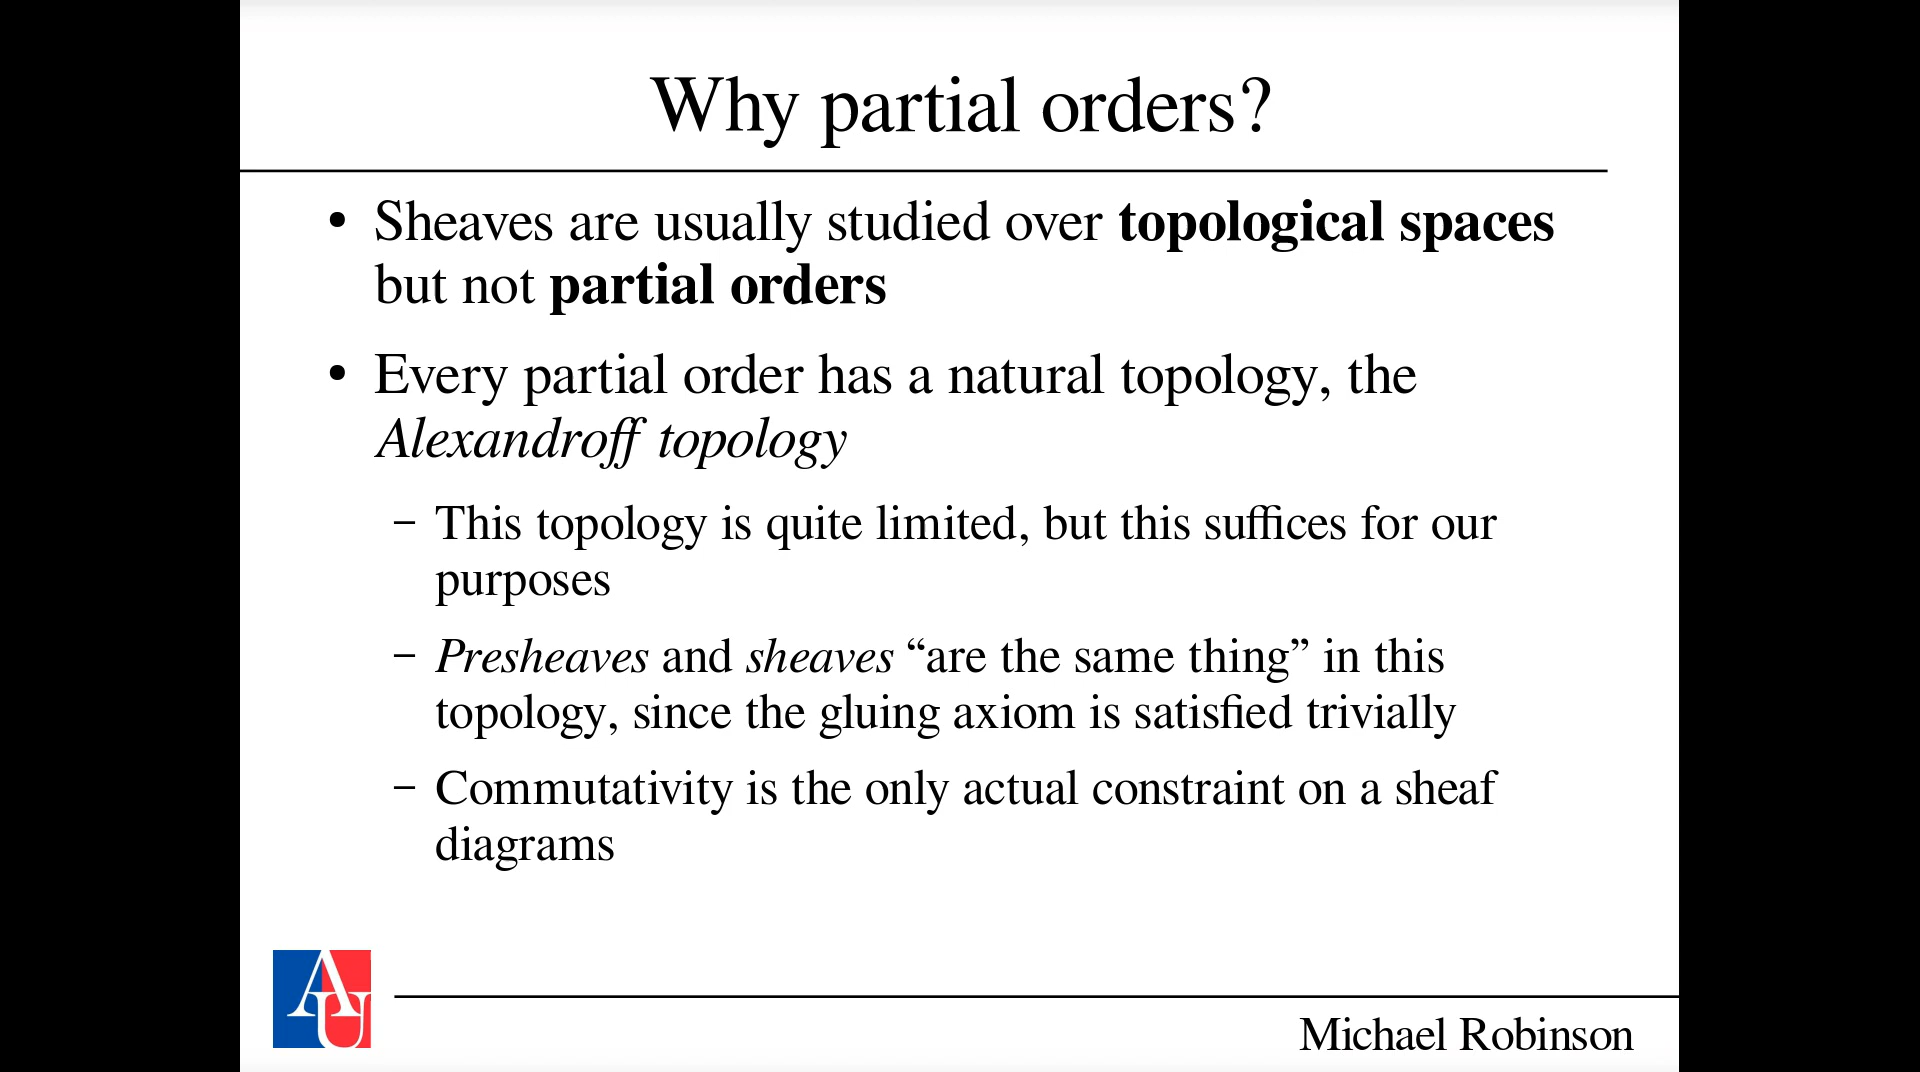 Why partial orders?
• Sheaves are usually studied over topological spaces
but not partial orders
• Every partial order has a natural topology, the
Alexandroff topology
– This topology is quite limited, but this suffices for our
purposes
– Presheaves and sheaves “are the same thing” in this
topology, since the gluing axiom is satisfied trivially
– Commutativity is the only actual constraint on a sheaf
diagrams
AU
Michael Robinson